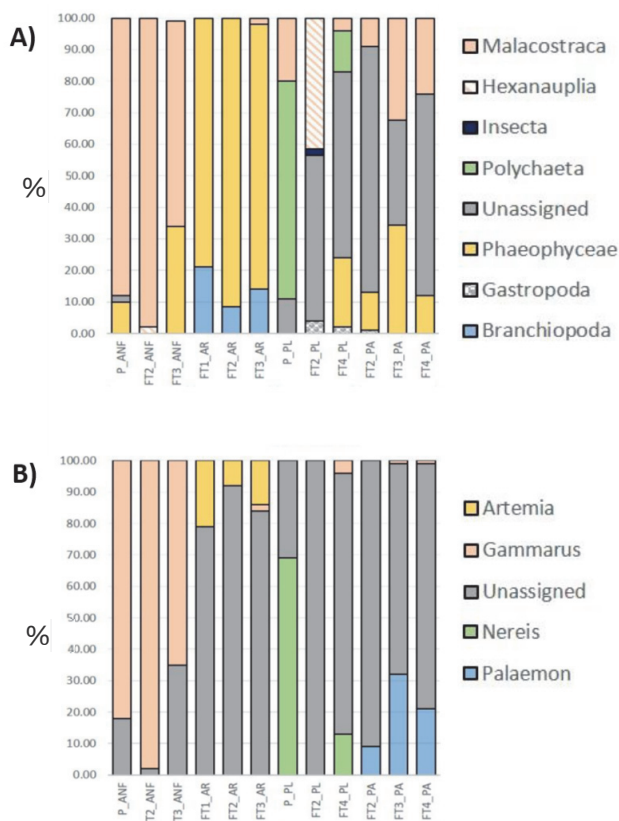 A)
100.00
90.00
80.00
70.00
60.00
50.00
40.00
30.00
20.00
10.00
0.00
%
P_ANF
FT2_ANF
FT3_ANF
FT1_AR
FT2_AR
FT3_AR
P_PL
FT2_PL
FT4_PL
FT2_PA
FT3_PA
FT4_PA
Malacostraca
Hexanauplia
Insecta
Polychaeta
Unassigned
Phaeophyceae
Gastropoda
Branchiopoda
B)
100.00
90.00
80.00
70.00
60.00
50.00
40.00
30.00
20.00
10.00
0.00
%
P_ANF
T2_ANF
T3_ANF
FT1_AR
FT2_AR
FT3_AR
P_PL
FT2_PL
FT4_PL
FT2_PA
FT3_PA
FT4_PA
Artemia
Gammarus
Unassigned
Nereis
Palaemon